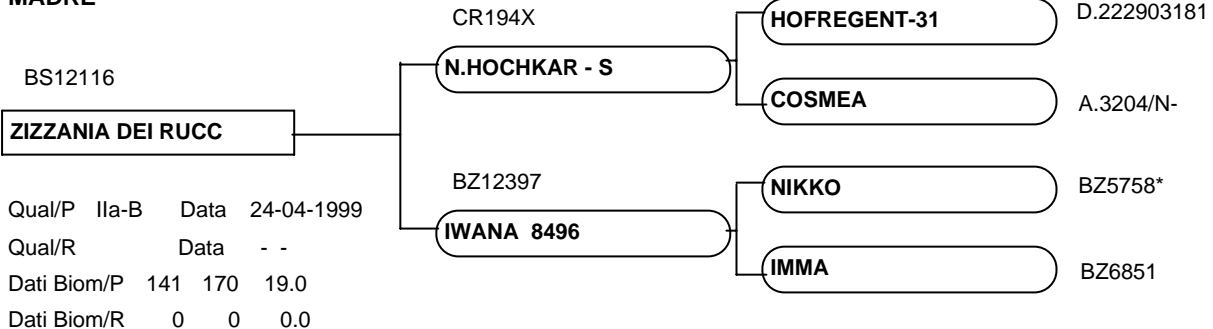 MADRE
CR194X
HOFREGENT-31
D.222903181
N.HOCHKAR - S
BS12116
COSMEA
A.3204/N-
ZIZZANIA DEI RUCC
BZ12397
NIKKO
BZ5758*
Qual/P IIa-B Data 24-04-1999
IWANA 8496
Qual/R Data - -
IMMA
BZ6851
Dati Biom/P 141 170 19.0
Dati Biom/R 0 0 0.0